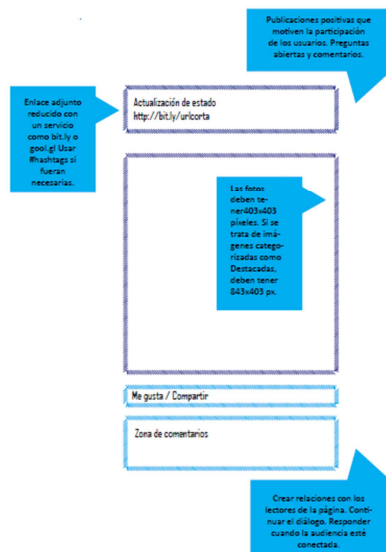 Publicaciones positivas que
motiven la participación
de los usuarios. Preguntas
abiertas y comentarios.
Enlace adjunto
reducido con
un servicio
como bit.ly o
gool.gl Usar
#hashtags si
fueran
necesarias.
Actualización de estado
http://bit.ly/urlcorta
Las fotos
deben te-
ner403x403
pixeles. Si se
trata de imá-
genes catego-
rizadas como
Destacadas,
deben tener
843x403 px.
Me gusta / Compartir
Zona de comentarios
Crear relaciones con los
lectores de la página. Conti-
nuar el diálogo. Responder
cuando la audiencia esté
conectada.